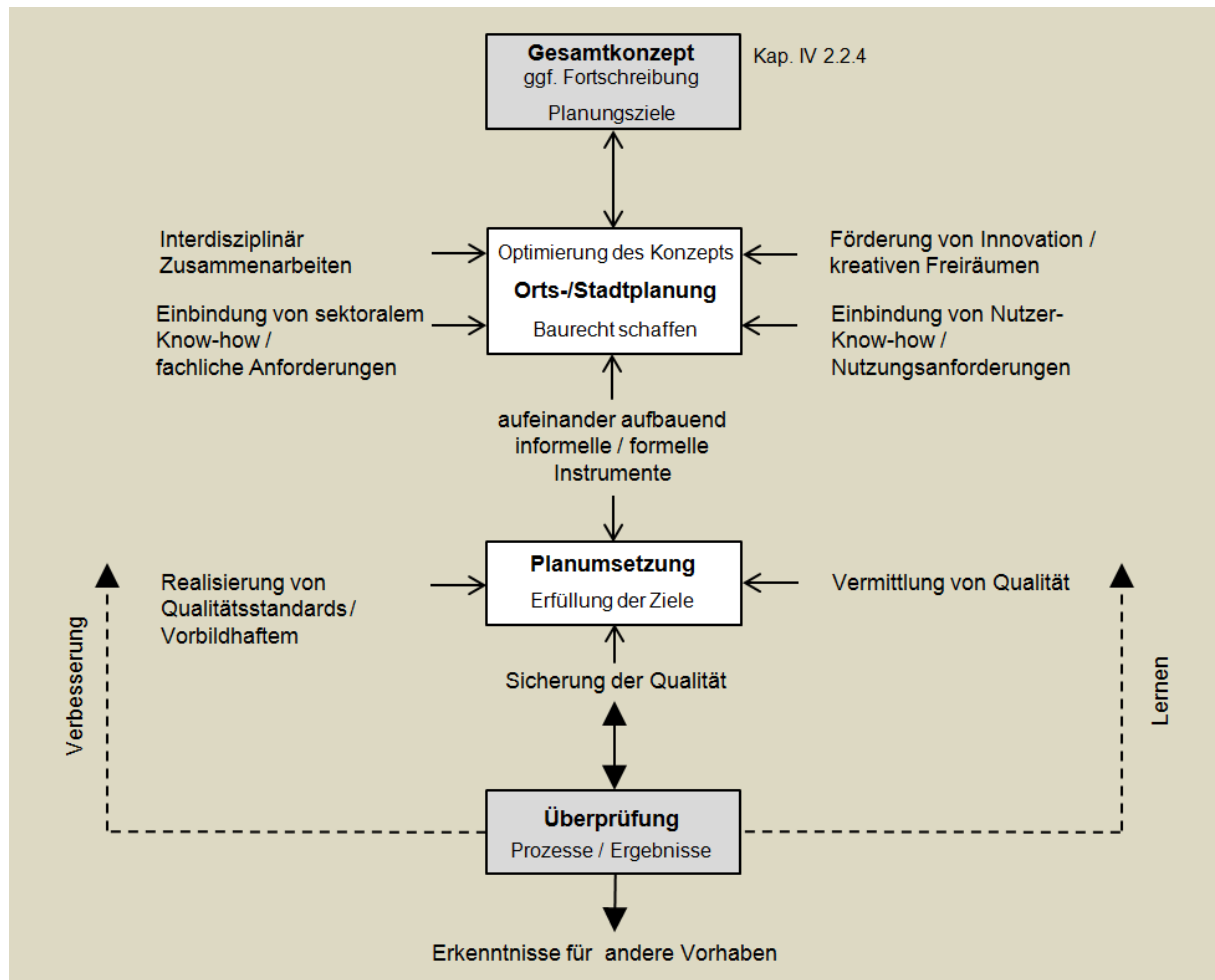 Gesamtkonzept
ggf. Fortschreibung
Planungsziele
Kap. IV 2.2.4
Interdisziplinär
Zusammenarbeiten
Einbindung von sektoralem
Know-how /
fachliche Anforderungen
Optimierung des Konzepts
Orts-/Stadtplanung
Baurecht schaffen
Förderung von Innovation /
kreativen Freiräumen
Einbindung von Nutzer-
Know-how /
Nutzungsanforderungen
aufeinander aufbauend
informelle / formelle
Instrumente
Realisierung von
Qualitätsstandards /
Vorbildhaftem
Planumsetzung
Erfüllung der Ziele
Vermittlung von Qualität
Sicherung der Qualität
Verbesserung
Lernen
Überprüfung
Prozesse / Ergebnisse
Erkenntnisse für andere Vorhaben